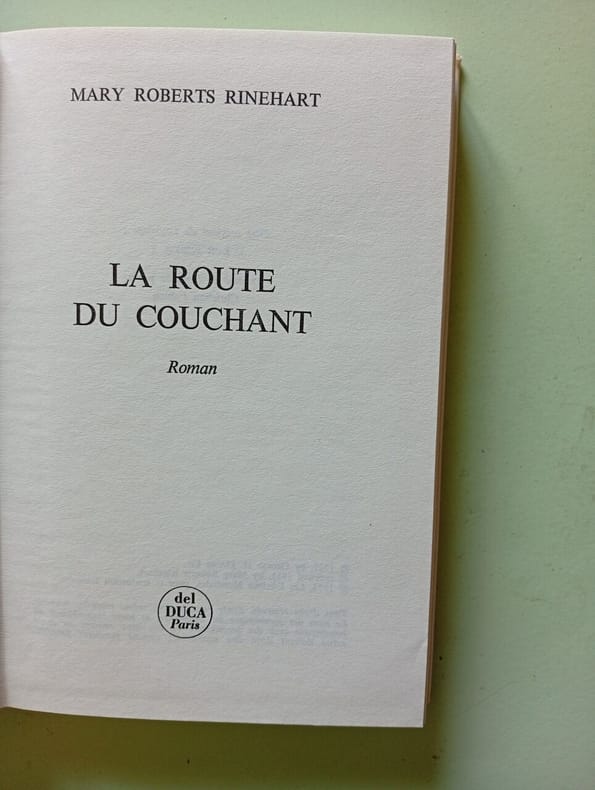 MARY ROBERTS RINEHART
LA ROUTE
DU COUCHANT
Roman
del
DUCA
Paris